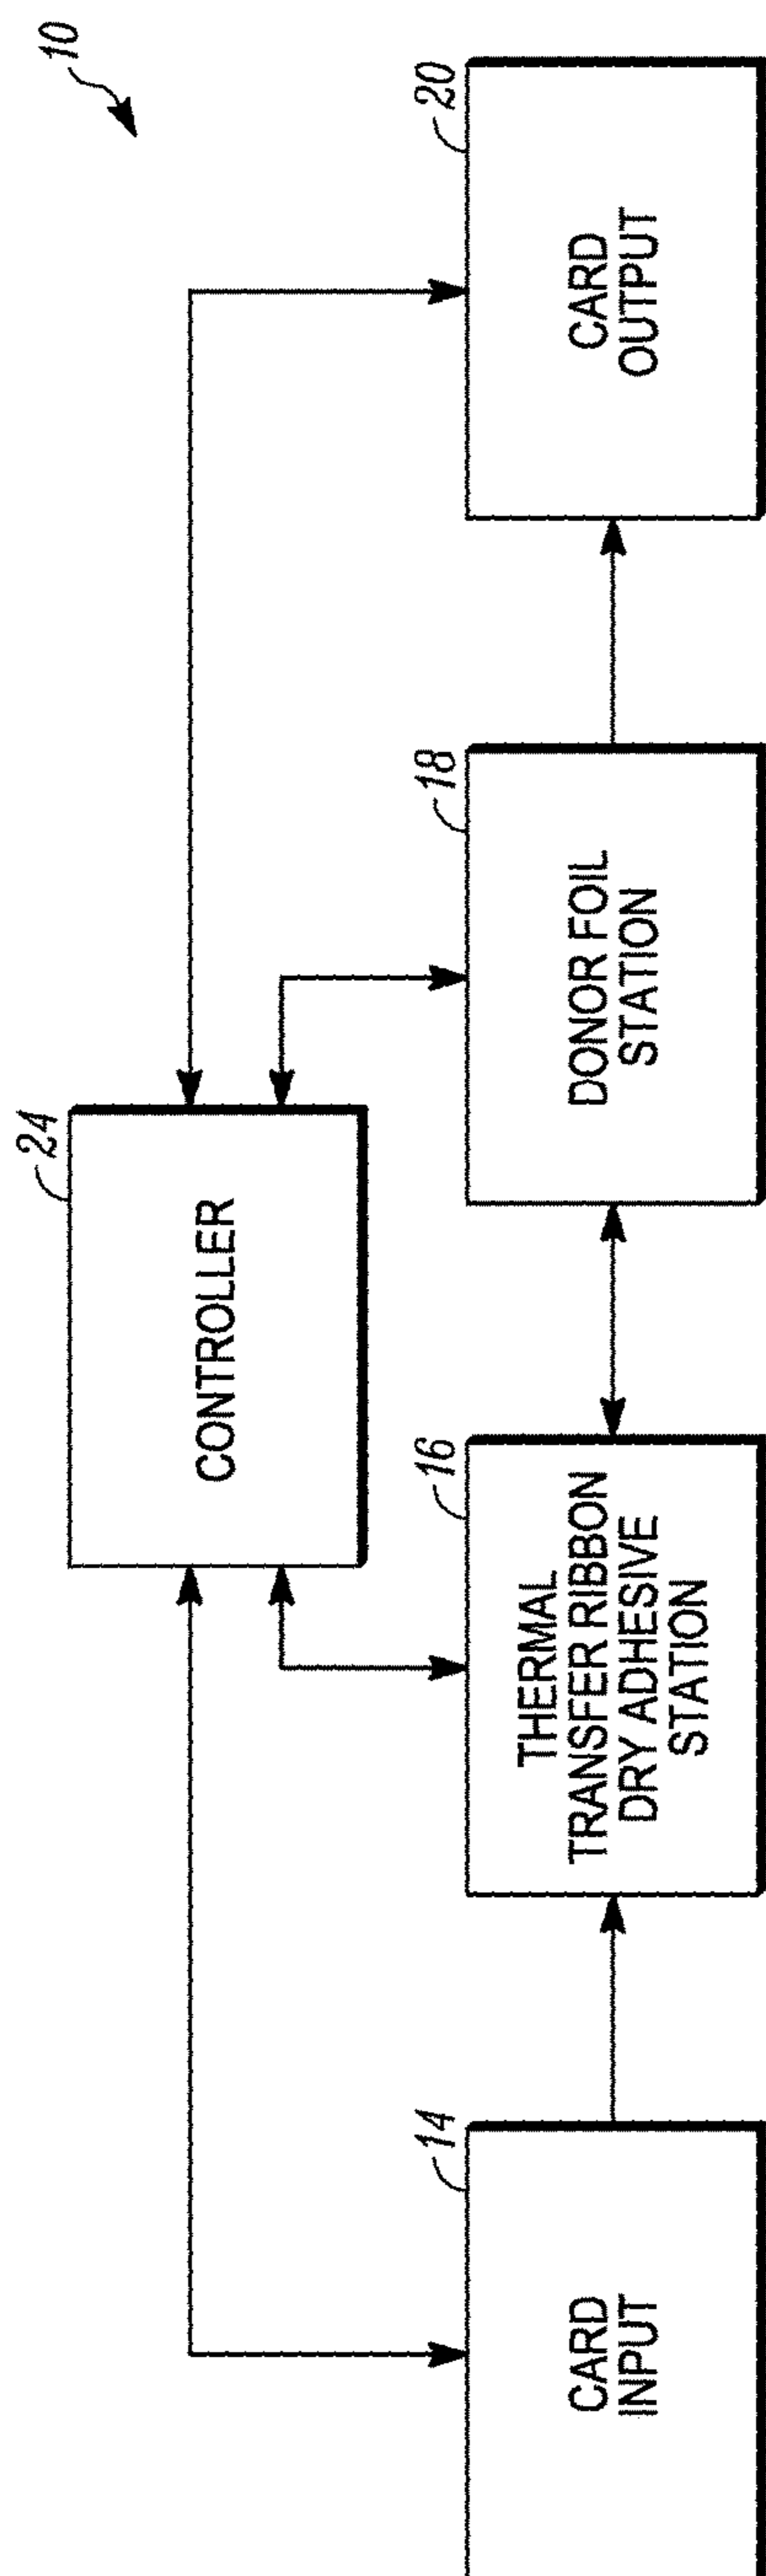 10
24
CONTROLLER
14
CARD
INPUT
16
THERMAL
TRANSFER RIBBON
DRY ADHESIVE
STATION
18
DONOR FOIL
STATION
20
CARD
OUTPUT